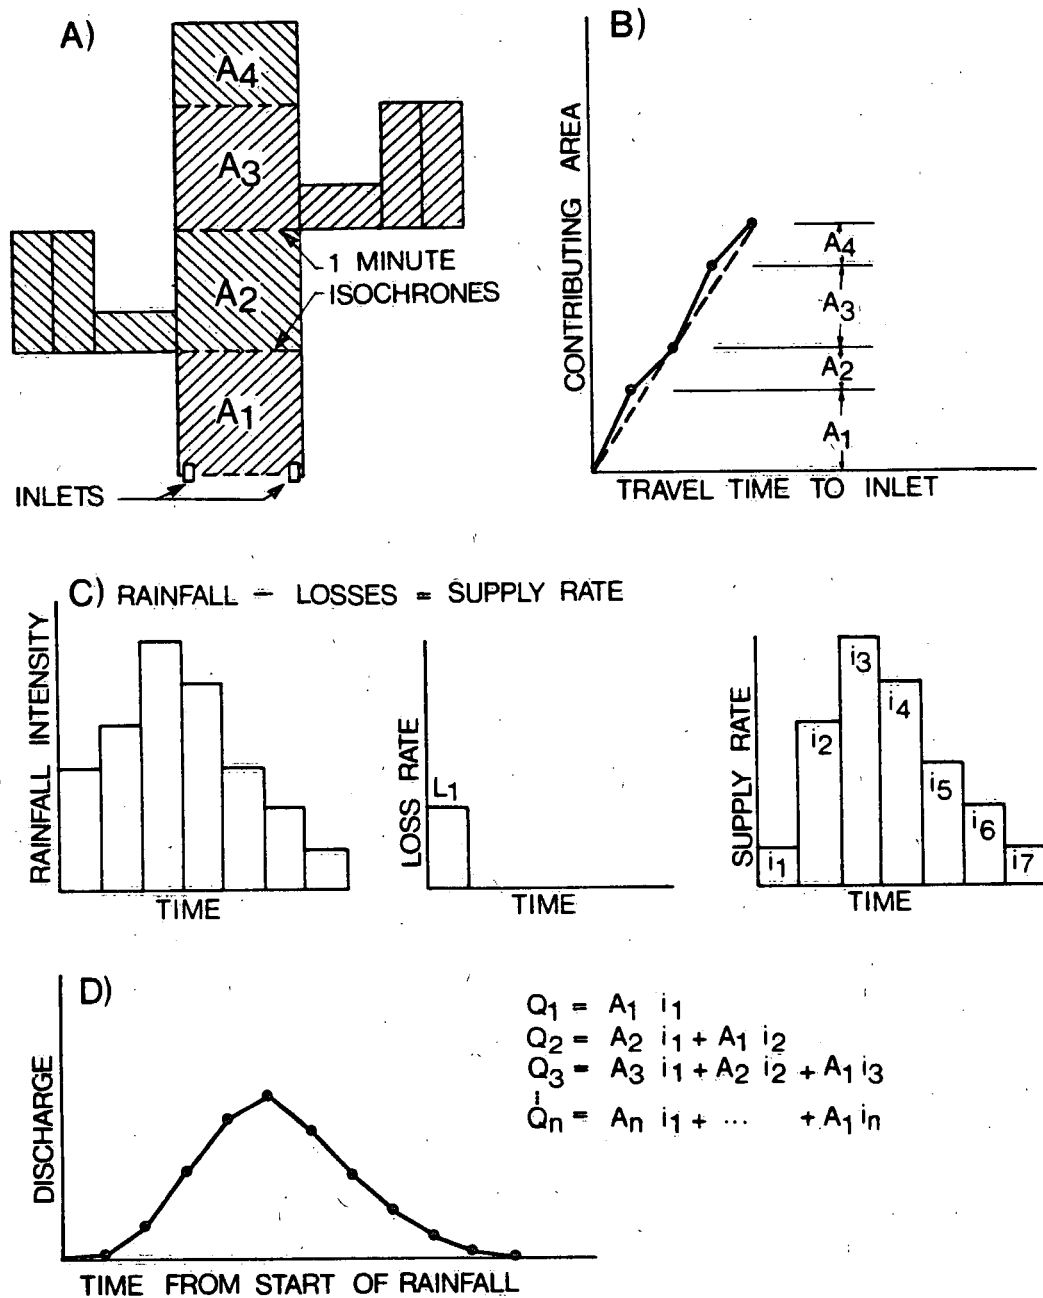 A)
A4
A3
1 MINUTE
ISOCHRONES
A2
A1
INLETS
B)
CONTRIBUTING AREA
A4
A3
A2
A1
TRAVEL TIME TO INLET
C) RAINFALL - LOSSES = SUPPLY RATE
RAINFALL INTENSITY
TIME
LOSS RATE
L1
TIME
SUPPLY RATE
i1
i2
i3
i4
i5
i6
i7
TIME
D)
DISCHARGE
TIME FROM START OF RAINFALL
Q1 = A1 i1
Q2 = A2 i1 + A1 i2
Q3 = A3 i1 + A2 i2 + A1 i3
Qn = An i1 + ... + A1 in